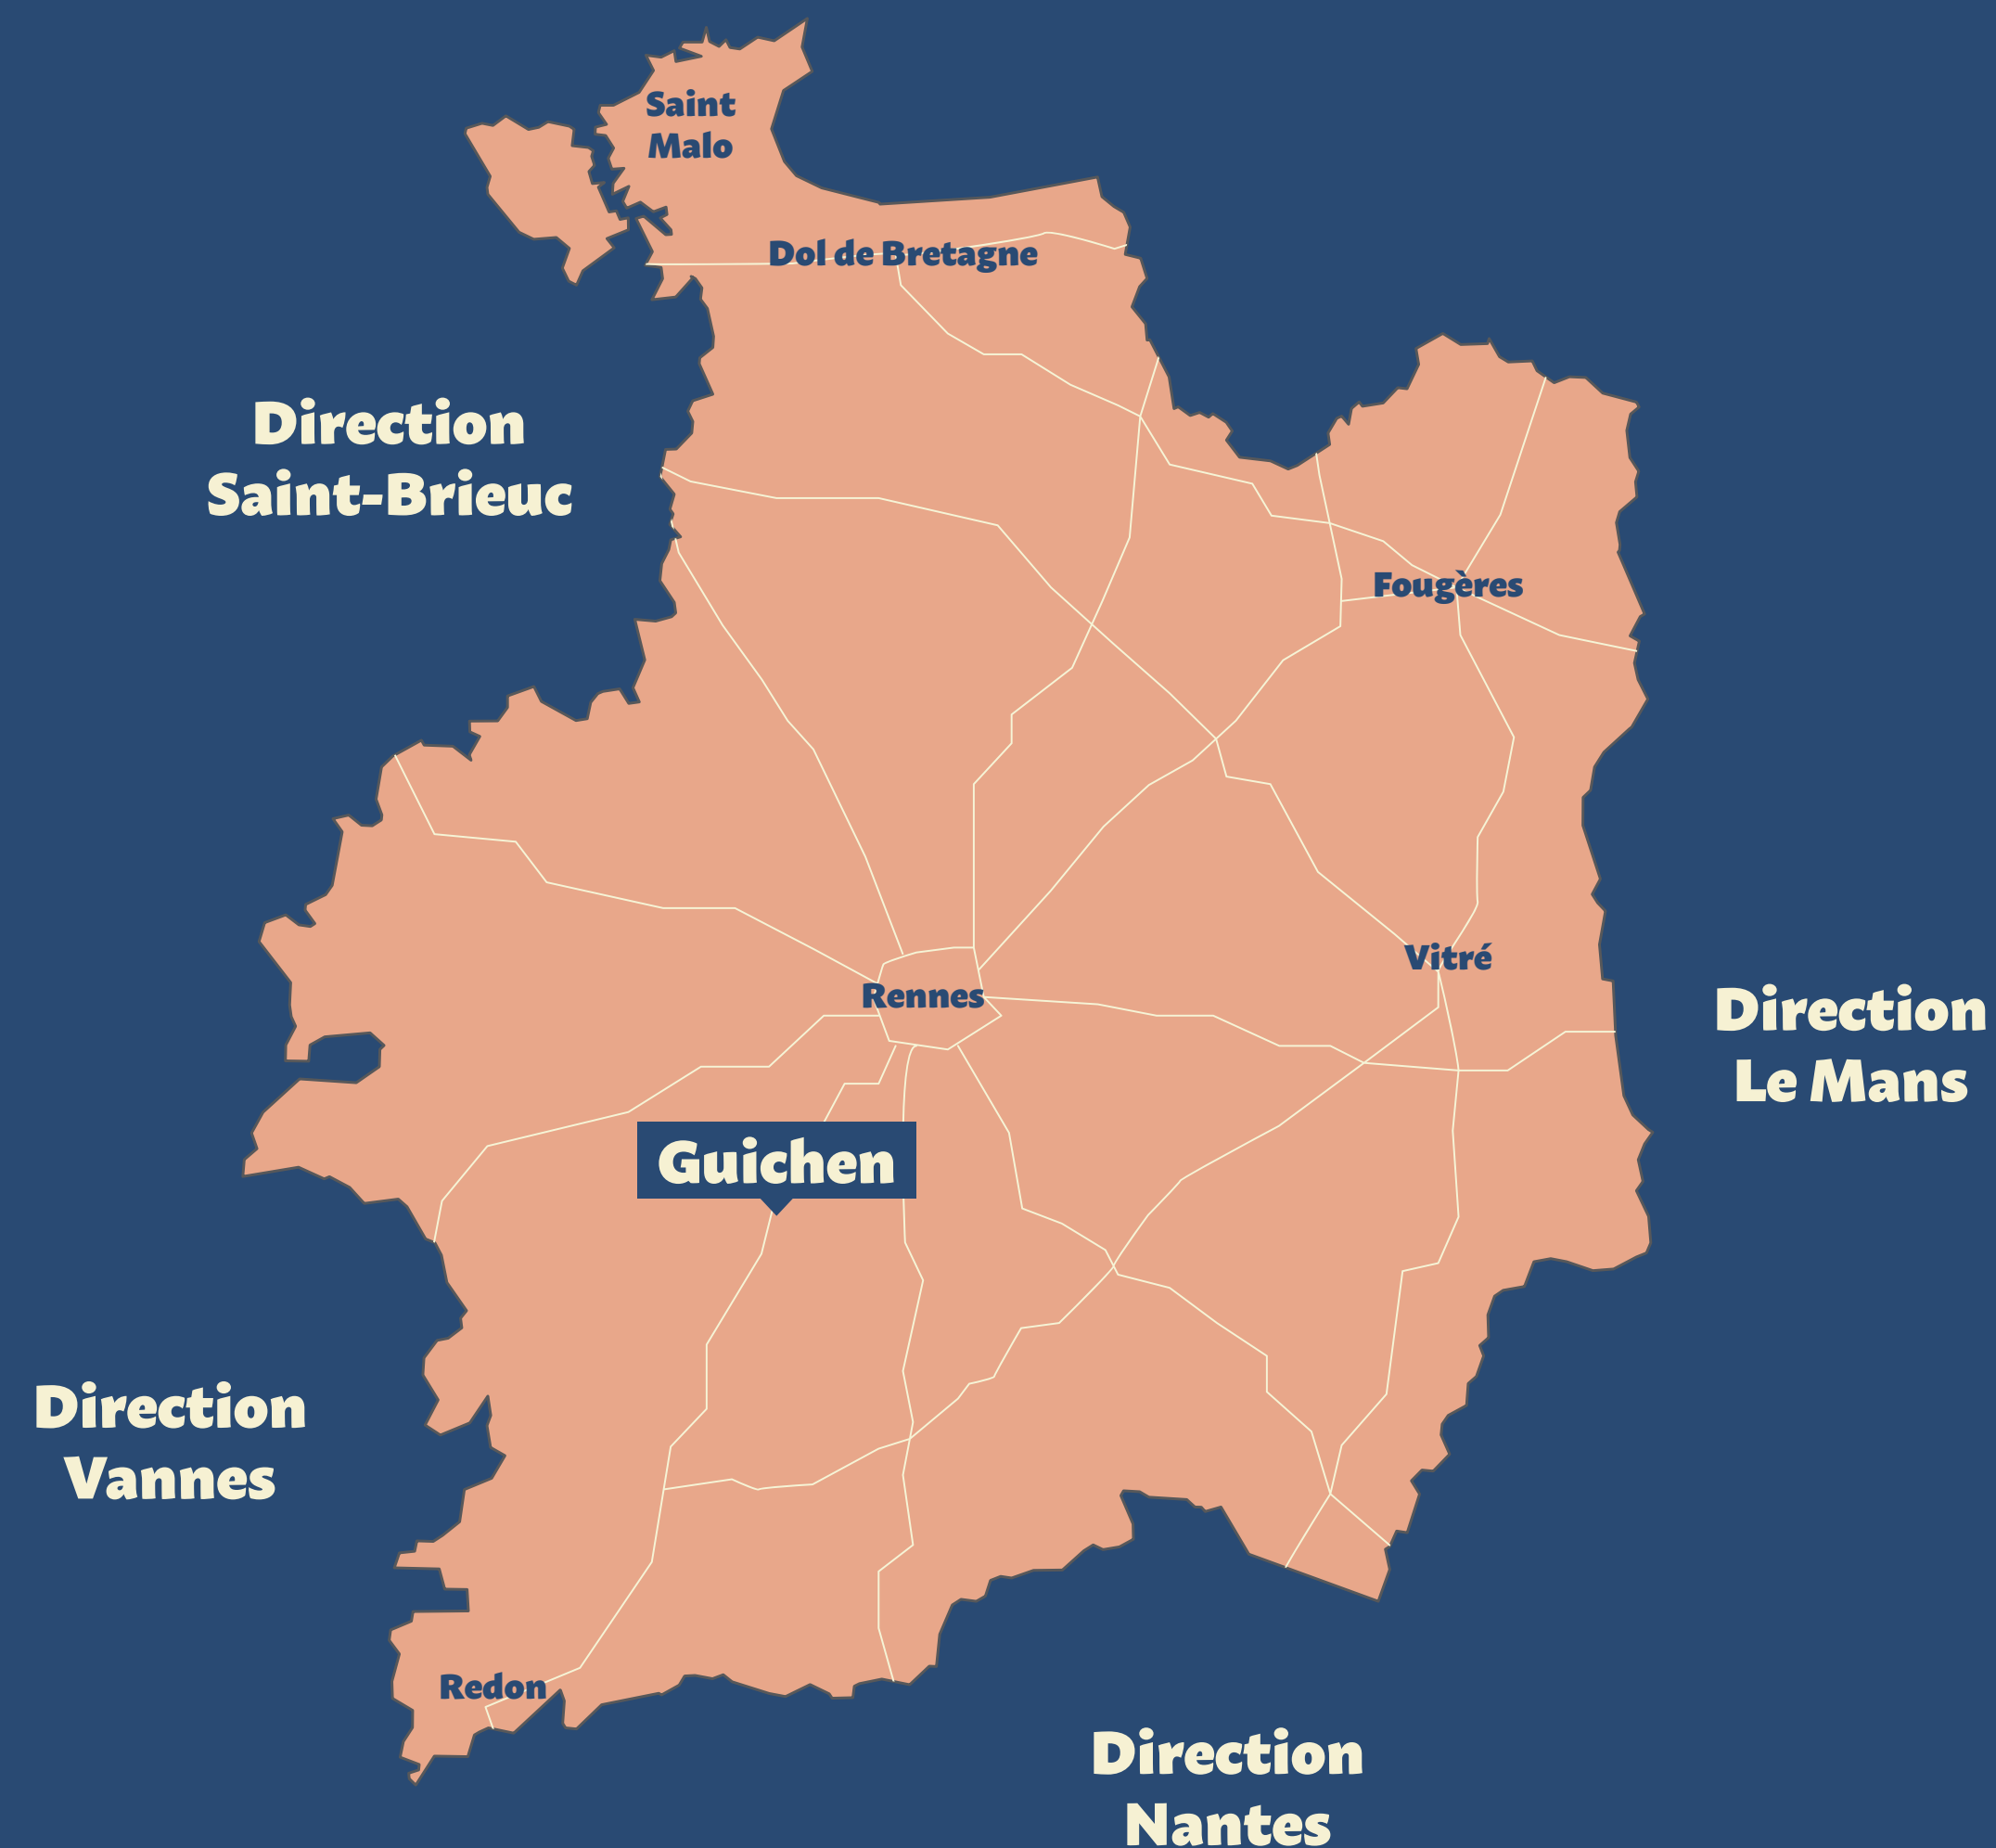 Saint
Malo
Dol de Bretagne
Direction
Saint-Brieuc
Fougères
Vitré
Rennes
Direction
Le Mans
Guichen
Direction
Vannes
Redon
Direction
Nantes